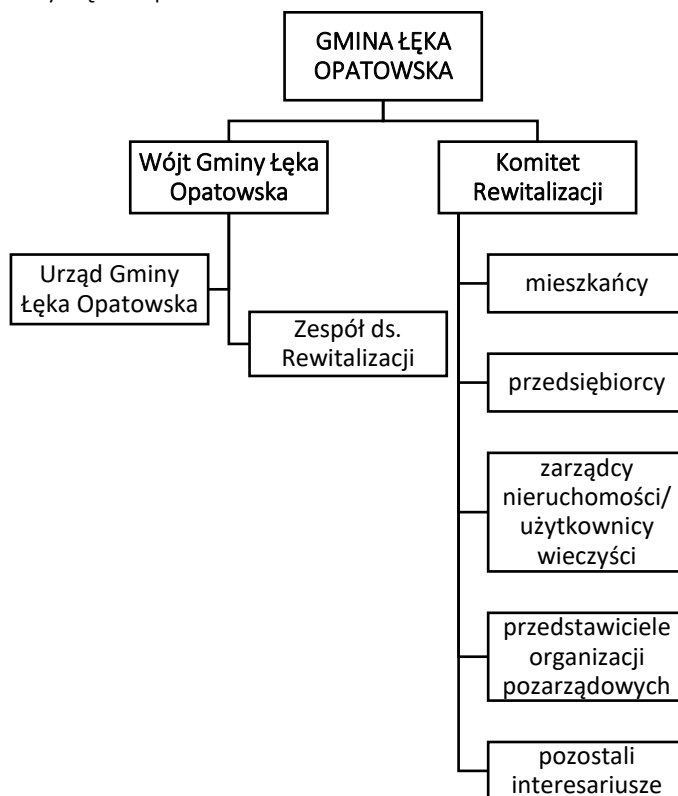 GMINA ŁĘKA
OPATOWSKA
Wójt Gminy Łęka
Opatowska
Komitet
Rewitalizacji
Urząd Gminy
Łęka Opatowska
Zespół ds.
Rewitalizacji
mieszkańcy
przedsiębiorcy
zarządcy
nieruchomości/
użytkownicy
wieczyści
przedstawiciele
organizacji
pozarządowych
pozostali
interesariusze